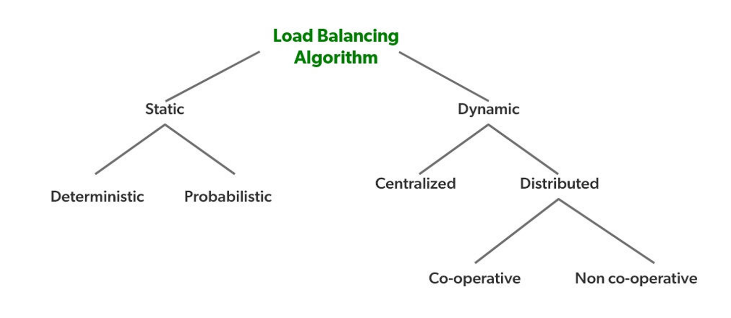 Load Balancing
Algorithm
Static
Dynamic
Deterministic
Probabilistic
Centralized
Distributed
Co-operative
Non co-operative